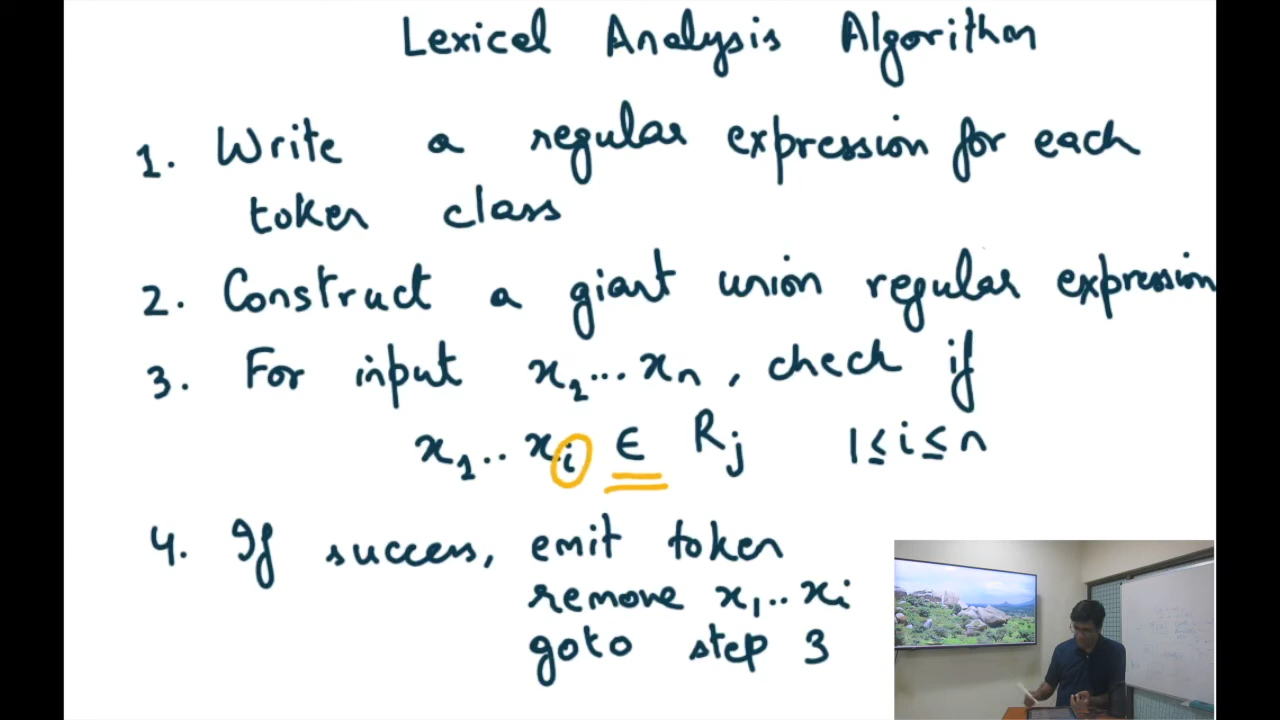 Lexical Analysis Algorithm
1. Write a regular expression for each
token class
2. Construct a giant union regular expression
3. For input x₁...xₙ, check if
x₁..xᵢ ∈ Rⱼ 1≤i≤n
4. If success, emit token
remove x₁..xᵢ
goto step 3